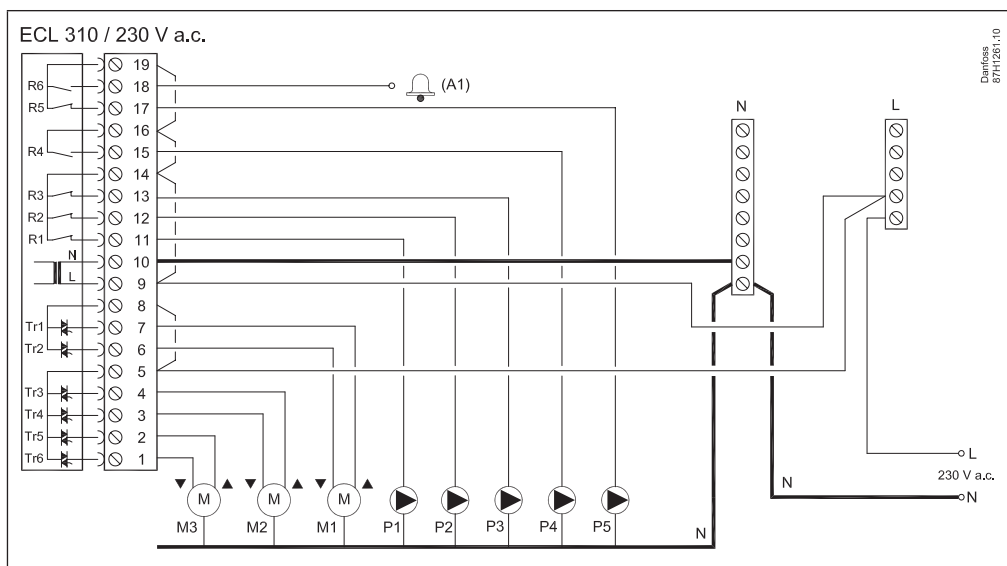 ECL 310 / 230 V a.c.
Danfoss
87H1261.10
19
R6 18 (A1)
R5 17
16
R4 15
14
R3 13
R2 12
R1 11
N 10
L 9
8
Tr1 7
Tr2 6
5
Tr3 4
Tr4 3
Tr5 2
Tr6 1
N
L
M M M
M3 M2 M1 P1 P2 P3 P4 P5
N
L
230 V a.c.
N
N